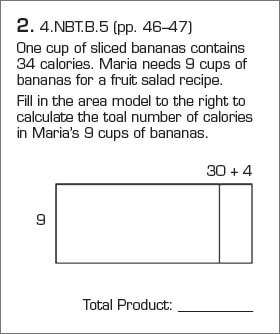 2. 4.NBT.B.5 (pp. 46–47)
One cup of sliced bananas contains
34 calories. Maria needs 9 cups of
bananas for a fruit salad recipe.
Fill in the area model to the right to
calculate the toal number of calories
in Maria's 9 cups of bananas.
30 + 4
9
Total Product: __________